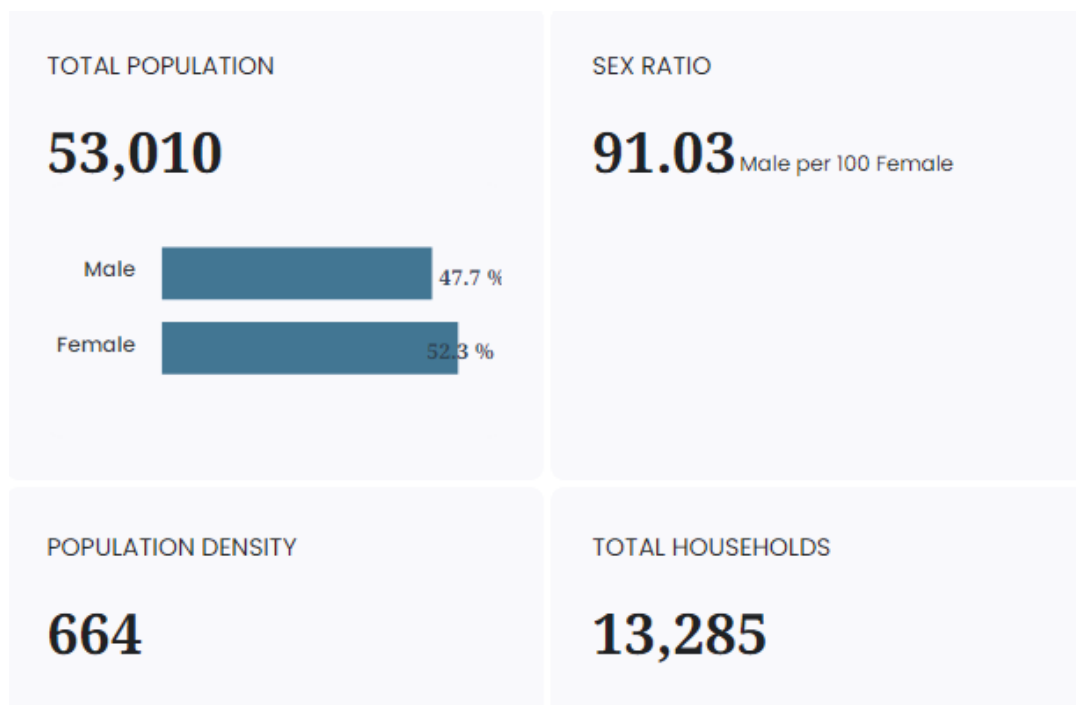 TOTAL POPULATION
53,010
Male
47.7 %
Female
52.3 %
SEX RATIO
91.03 Male per 100 Female
POPULATION DENSITY
664
TOTAL HOUSEHOLDS
13,285